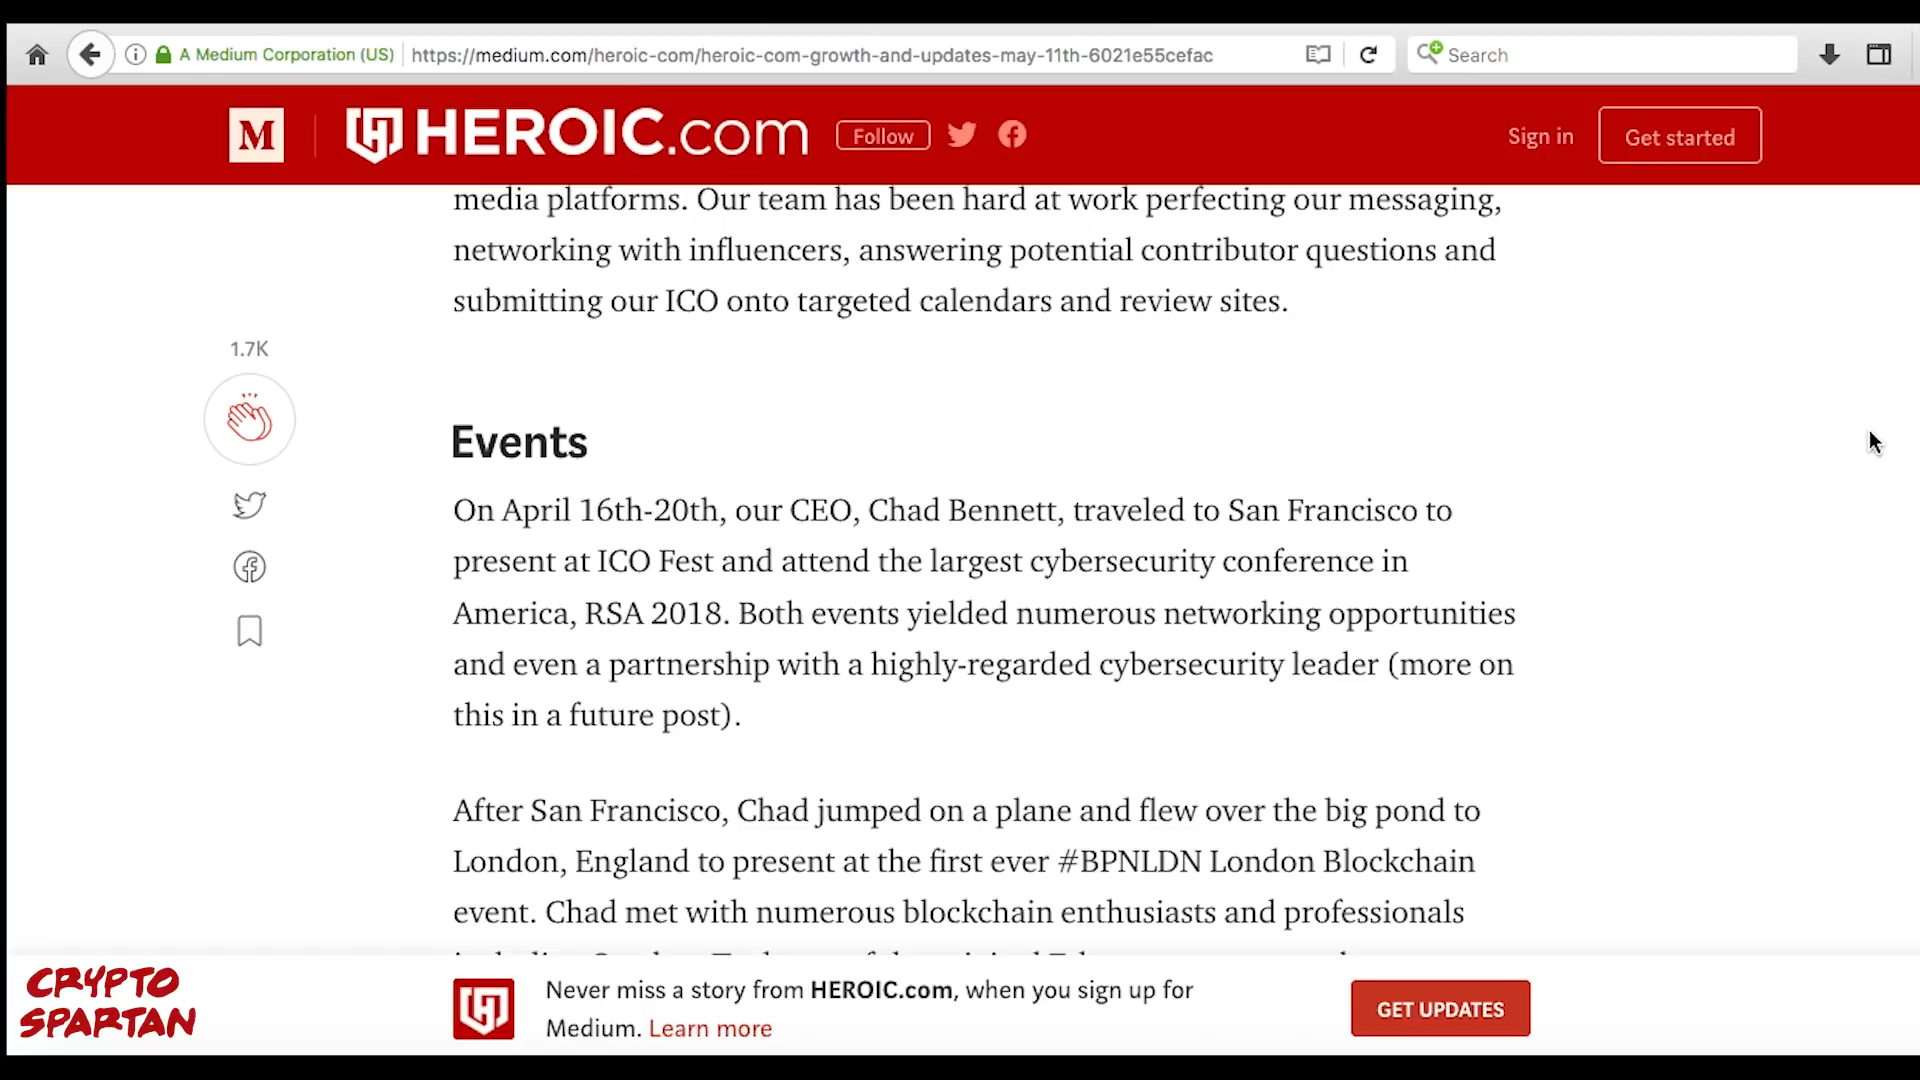 A Medium Corporation (US)
https://medium.com/heroic-com/heroic-com-growth-and-updates-may-11th-6021e55cefac
Search
M
HEROIC.com
Follow
Sign in
Get started
media platforms. Our team has been hard at work perfecting our messaging,
networking with influencers, answering potential contributor questions and
submitting our ICO onto targeted calendars and review sites.
1.7K
Events
On April 16th-20th, our CEO, Chad Bennett, traveled to San Francisco to
present at ICO Fest and attend the largest cybersecurity conference in
America, RSA 2018. Both events yielded numerous networking opportunities
and even a partnership with a highly-regarded cybersecurity leader (more on
this in a future post).
After San Francisco, Chad jumped on a plane and flew over the big pond to
London, England to present at the first ever #BPNLDN London Blockchain
event. Chad met with numerous blockchain enthusiasts and professionals
CRYPTO
SPARTAN
Never miss a story from HEROIC.com, when you sign up for
Medium. Learn more
GET UPDATES